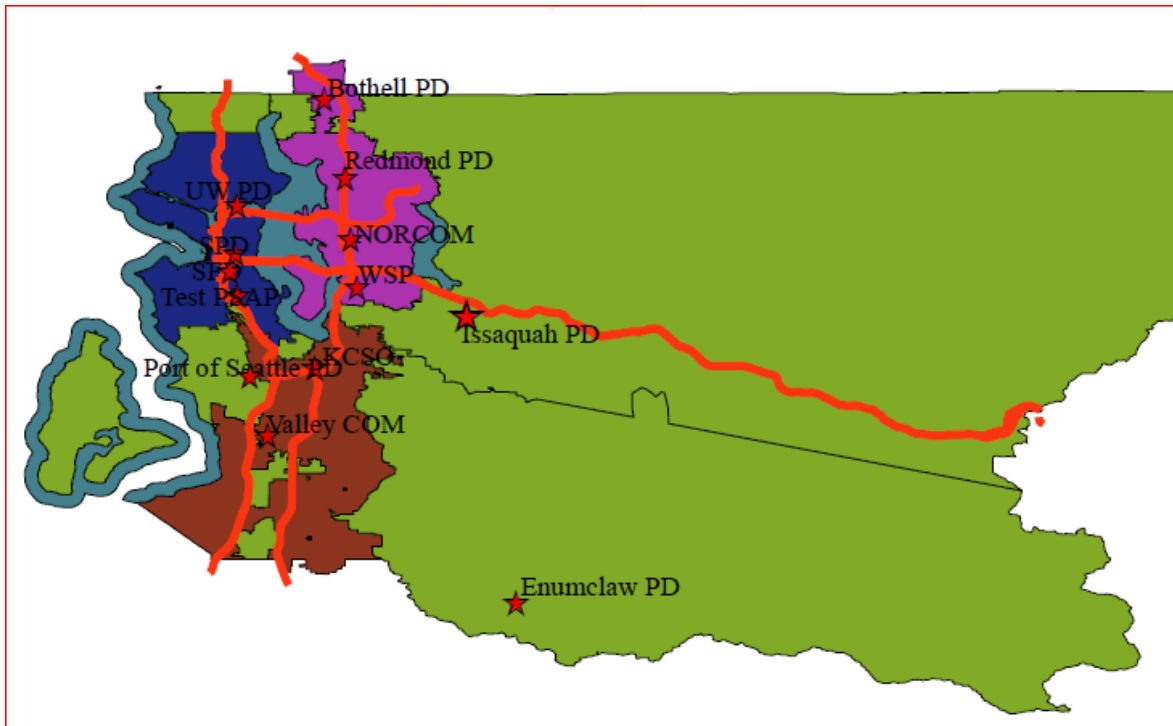 Bothell PD
Redmond PD
UW PD
NORCOM
SPD
WSP
Test PSAP
Issaquah PD
KCSO
Port of Seattle PD
Valley COM
Enumclaw PD